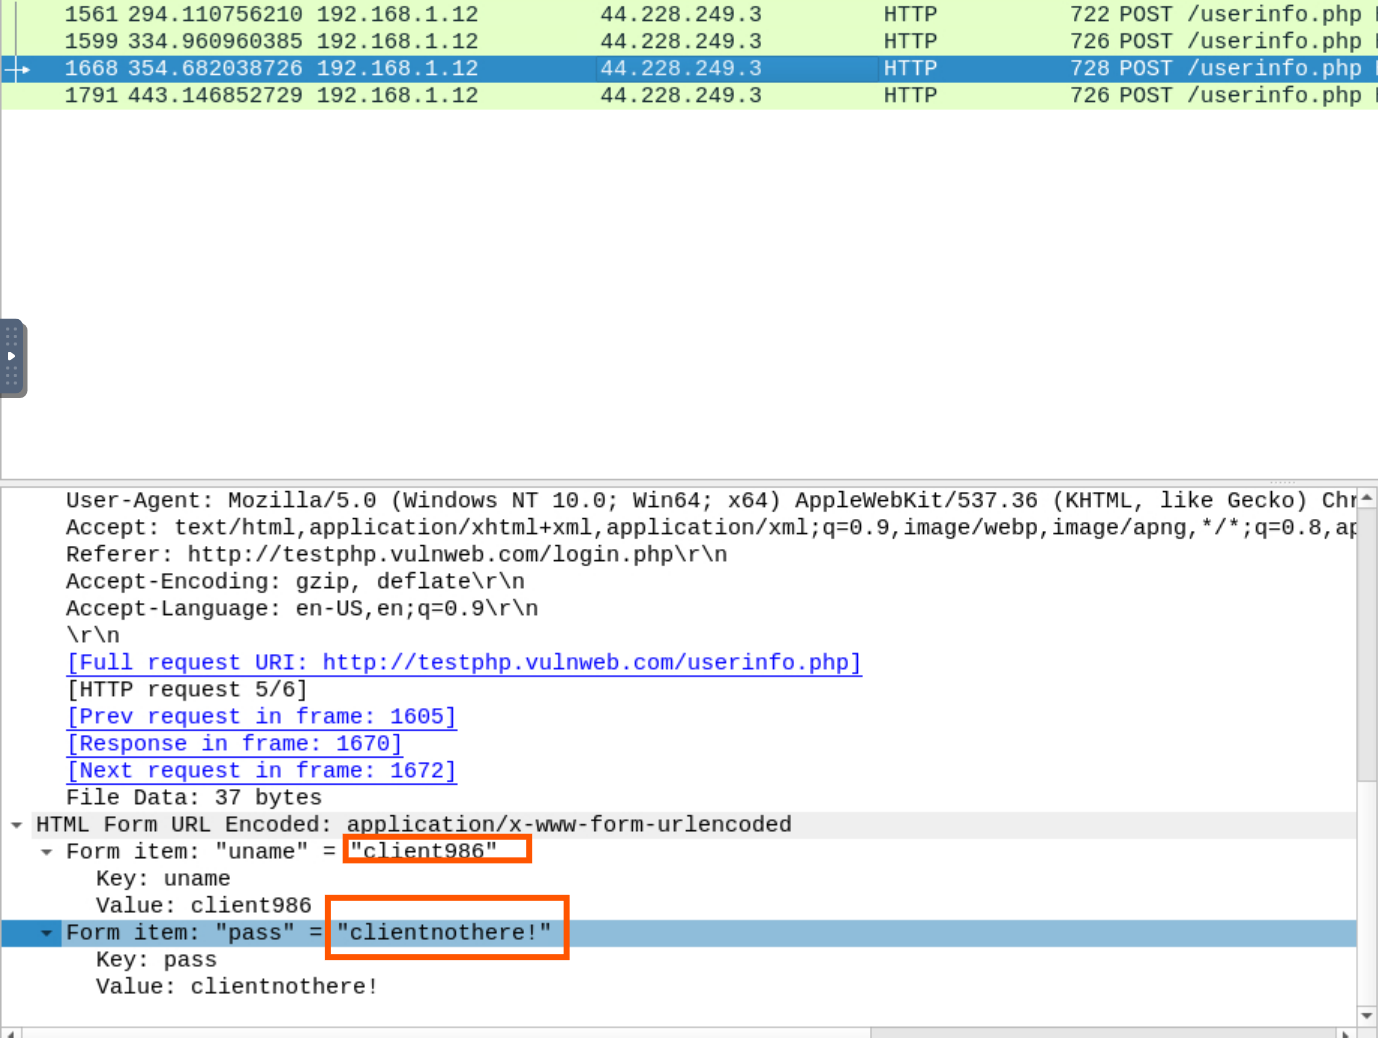 1561 294.110756210 192.168.1.12 44.228.249.3 HTTP 722 POST /userinfo.php
1599 334.960960385 192.168.1.12 44.228.249.3 HTTP 726 POST /userinfo.php
1668 354.682038726 192.168.1.12 44.228.249.3 HTTP 728 POST /userinfo.php
1791 443.146852729 192.168.1.12 44.228.249.3 HTTP 726 POST /userinfo.php
User-Agent: Mozilla/5.0 (Windows NT 10.0; Win64; x64) AppleWebKit/537.36 (KHTML, like Gecko) Chr
Accept: text/html,application/xhtml+xml,application/xml;q=0.9,image/webp,image/apng,*/*;q=0.8,ap
Referer: http://testphp.vulnweb.com/login.php\r\n
Accept-Encoding: gzip, deflate\r\n
Accept-Language: en-US,en;q=0.9\r\n
\r\n
[Full request URI: http://testphp.vulnweb.com/userinfo.php]
[HTTP request 5/6]
[Prev request in frame: 1605]
[Response in frame: 1670]
[Next request in frame: 1672]
File Data: 37 bytes
HTML Form URL Encoded: application/x-www-form-urlencoded
Form item: "uname" = "client986"
Key: uname
Value: client986
Form item: "pass" = "clientnothere!"
Key: pass
Value: clientnothere!